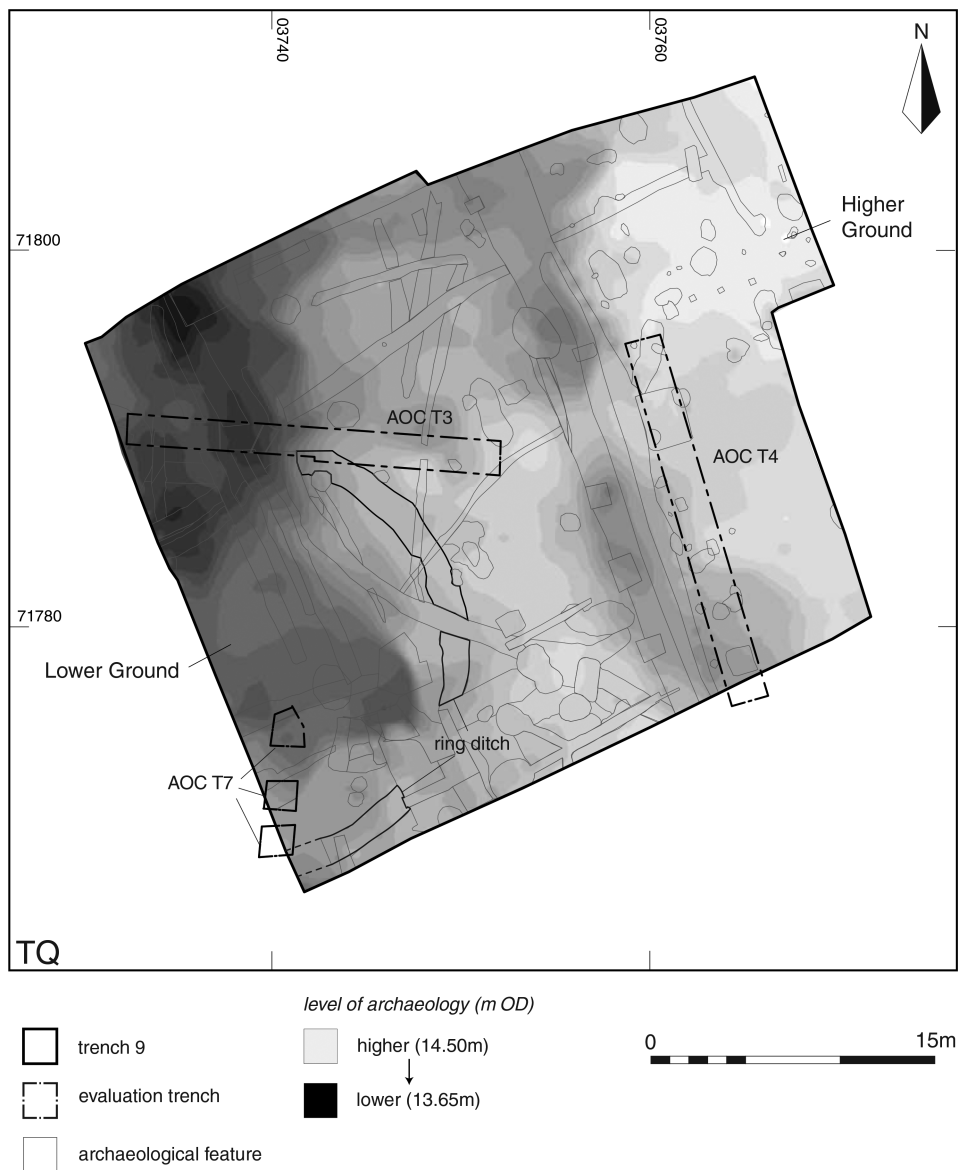 03740
03760
N
Higher
Ground
71800
AOC T3
AOC T4
71780
Lower Ground
ring ditch
AOC T7
TQ
level of archaeology (m OD)
trench 9
higher (14.50m)
0 15m
evaluation trench
lower (13.65m)
archaeological feature